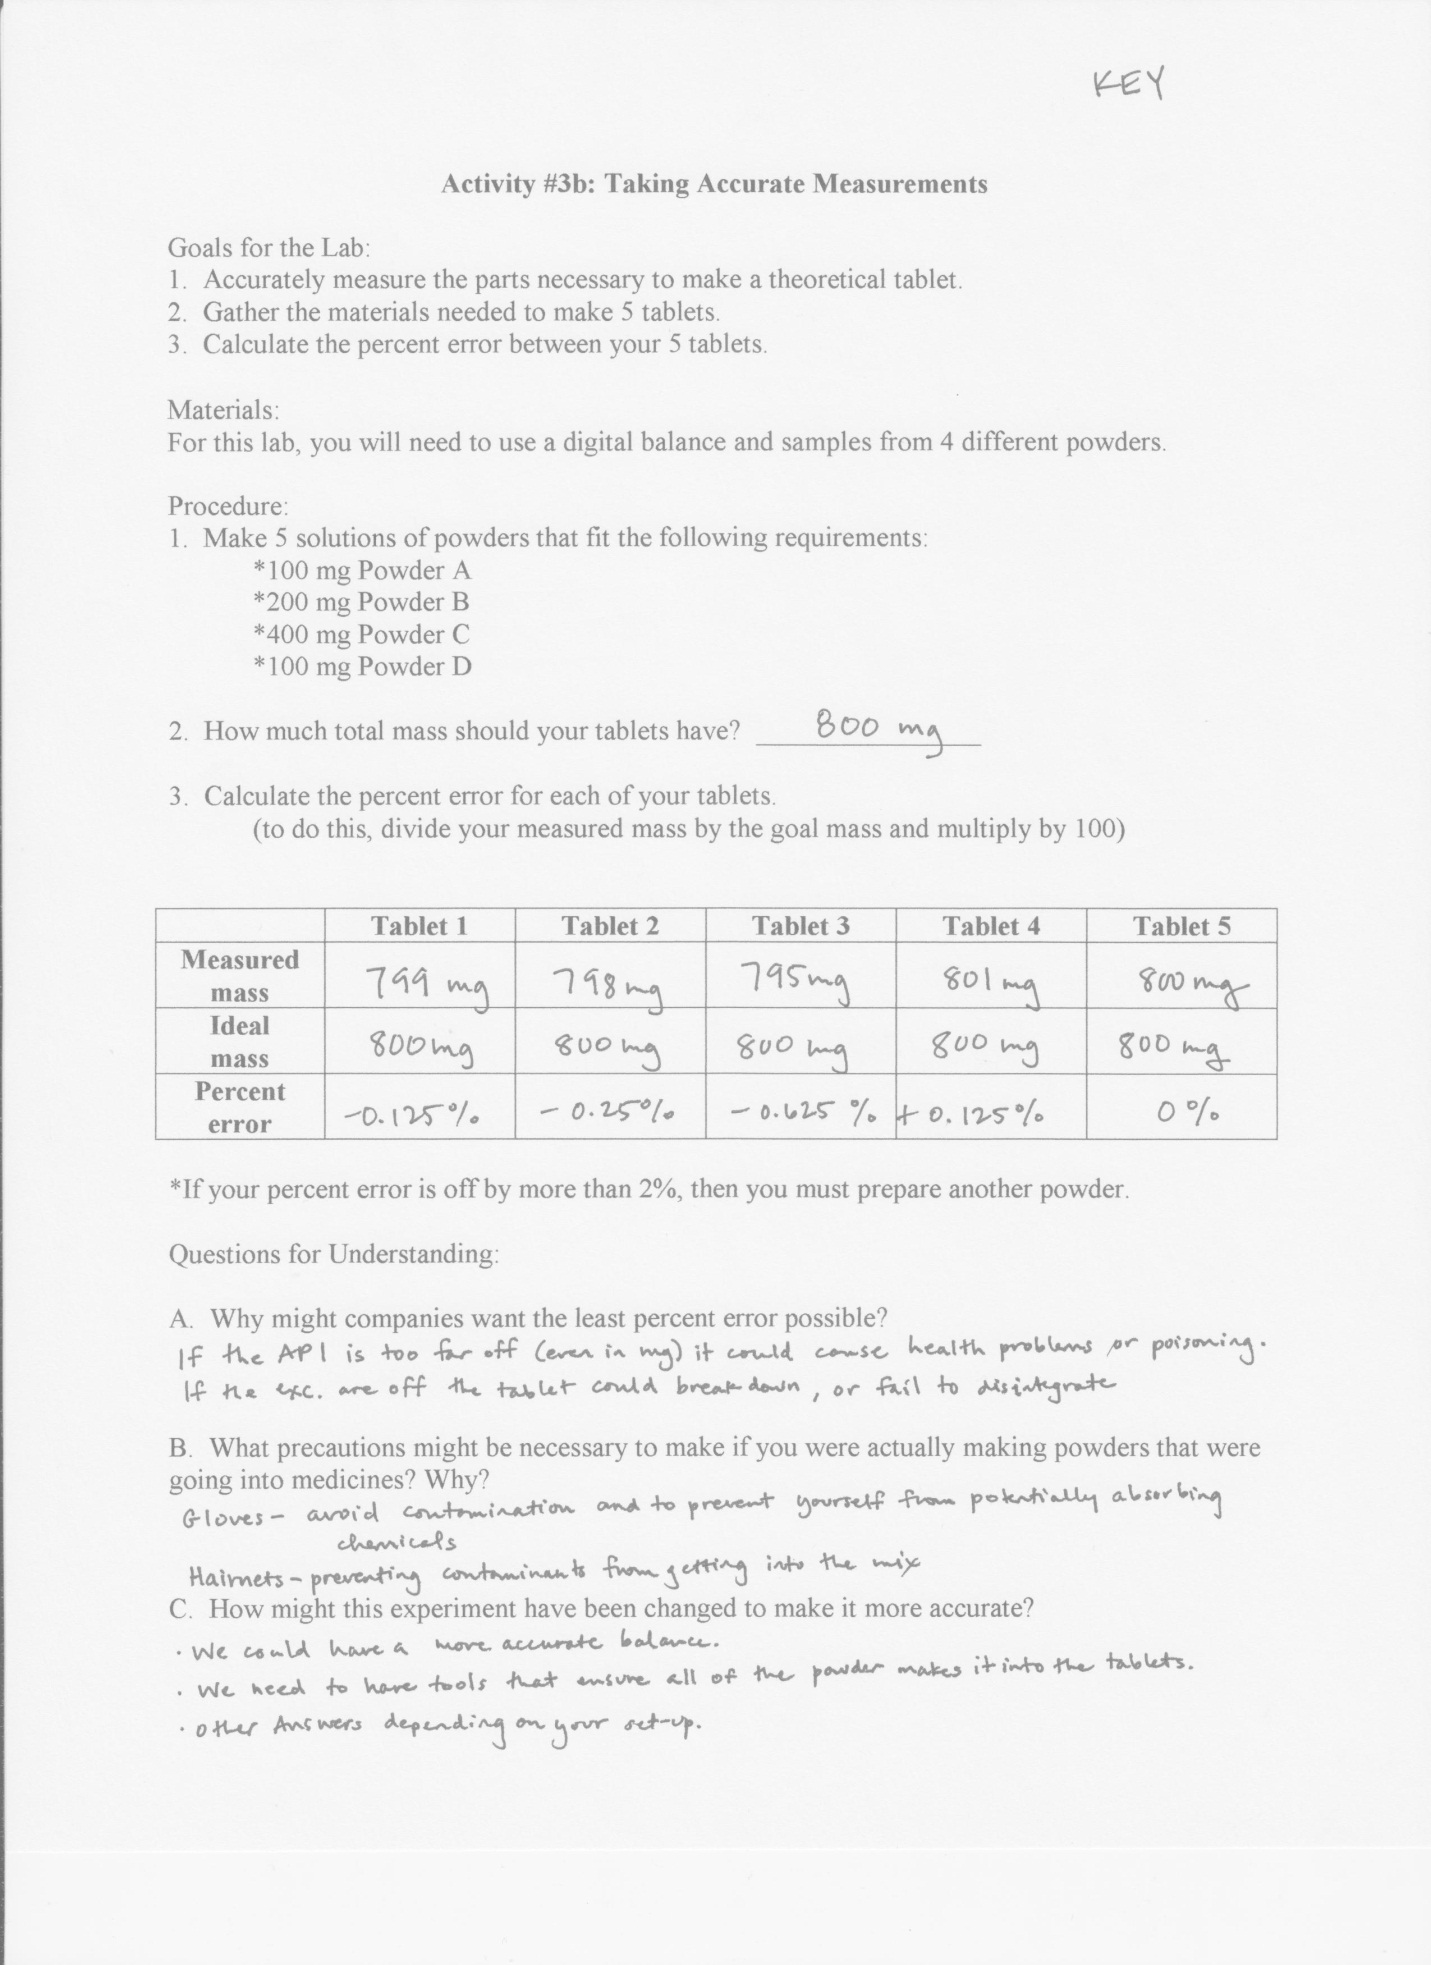 KEY
Activity #3b: Taking Accurate Measurements
Goals for the Lab:
1. Accurately measure the parts necessary to make a theoretical tablet.
2. Gather the materials needed to make 5 tablets.
3. Calculate the percent error between your 5 tablets.
Materials:
For this lab, you will need to use a digital balance and samples from 4 different powders.
Procedure:
1. Make 5 solutions of powders that fit the following requirements:
*100 mg Powder A
*200 mg Powder B
*400 mg Powder C
*100 mg Powder D
2. How much total mass should your tablets have? 800 mg
3. Calculate the percent error for each of your tablets.
(to do this, divide your measured mass by the goal mass and multiply by 100)
Tablet 1 Tablet 2 Tablet 3 Tablet 4 Tablet 5
Measured mass 799 mg 798 mg 795 mg 801 mg 800 mg
Ideal mass 800 mg 800 mg 800 mg 800 mg 800 mg
Percent error -0.125% - 0.25% - 0.625 % + 0.125% 0 %
*If your percent error is off by more than 2%, then you must prepare another powder.
Questions for Understanding:
A. Why might companies want the least percent error possible?
If the API is too far off (even in mg) it could cause health problems or poisoning.
If the exc. are off the tablet could break down, or fail to disintegrate
B. What precautions might be necessary to make if you were actually making powders that were
going into medicines? Why?
Gloves - avoid contamination and to prevent yourself from potentially absorbing
chemicals
Hairnets - preventing contaminants from getting into the mix
C. How might this experiment have been changed to make it more accurate?
· We could have a more accurate balance.
· We need to have tools that ensure all of the powder makes it into the tablets.
· Other Answers depending on your set-up.